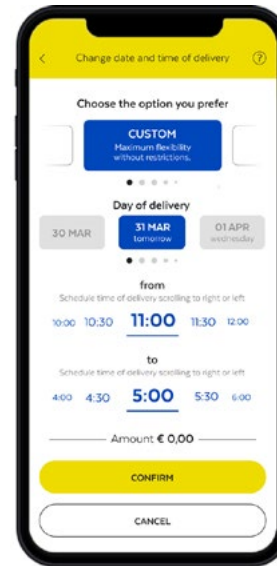 Change date and time of delivery ?
Choose the option you prefer
CUSTOM
Maximum flexibility
without restrictions.
Day of delivery
30 MAR
31 MAR
tomorrow
01 APR
wednesday
from
Schedule time of delivery scrolling to right or left
10:00 10:30 11:00 11:30 12:00
to
Schedule time of delivery scrolling to right or left
4:00 4:30 5:00 5:30 6:00
Amount € 0,00
CONFIRM
CANCEL